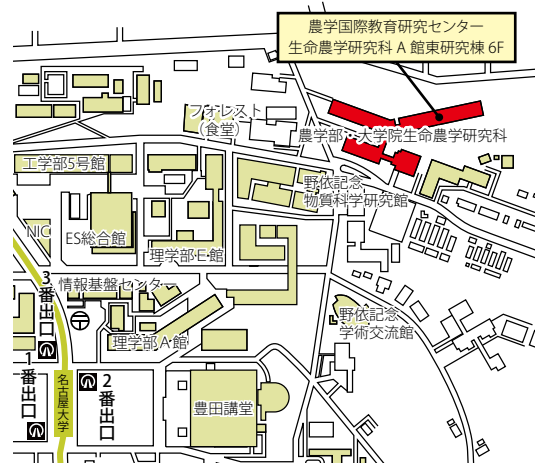 農学国際教育研究センター
生命農学研究科 A 館東研究棟 6F
フォレスト
(食堂)
農学部・大学院生命農学研究科
工学部5号館
野依記念
物質科学研究館
NIC
ES総合館
理学部E館
情報基盤センター
3番出口
野依記念
学術交流館
理学部A館
1番出口
名古屋大学
2番出口
豊田講堂